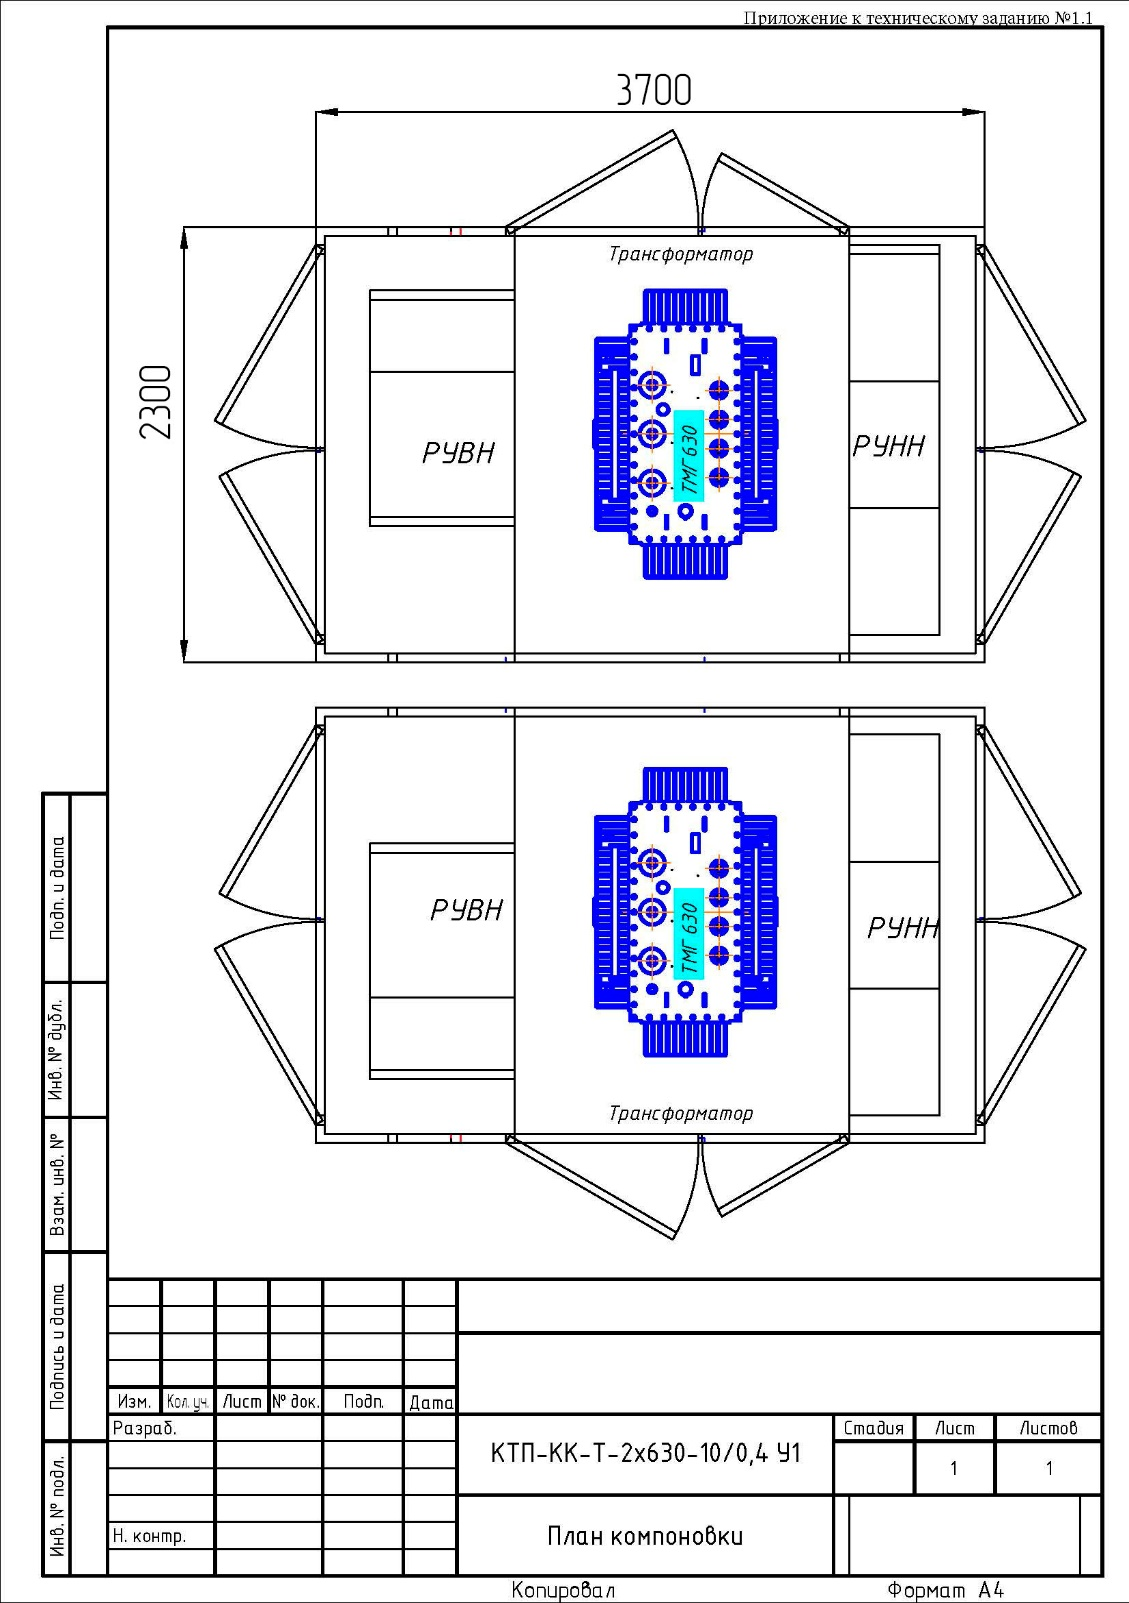 Приложение к техническому заданию №1.1
3700
2300
Трансформатор
РУВН
ТМГ 630
РУНН
РУВН
ТМГ 630
РУНН
Трансформатор
Подп. и дата
Инв. № дубл.
Взам. инв. №
Подпись и дата
Инв. № подл.
Изм. Кол. уч. Лист № док. Подп. Дата
Разраб.
Н. контр.
КТП-КК-Т-2х630-10/0,4 У1
Стадия Лист Листов
1 1
План компоновки
Копировал Формат А4